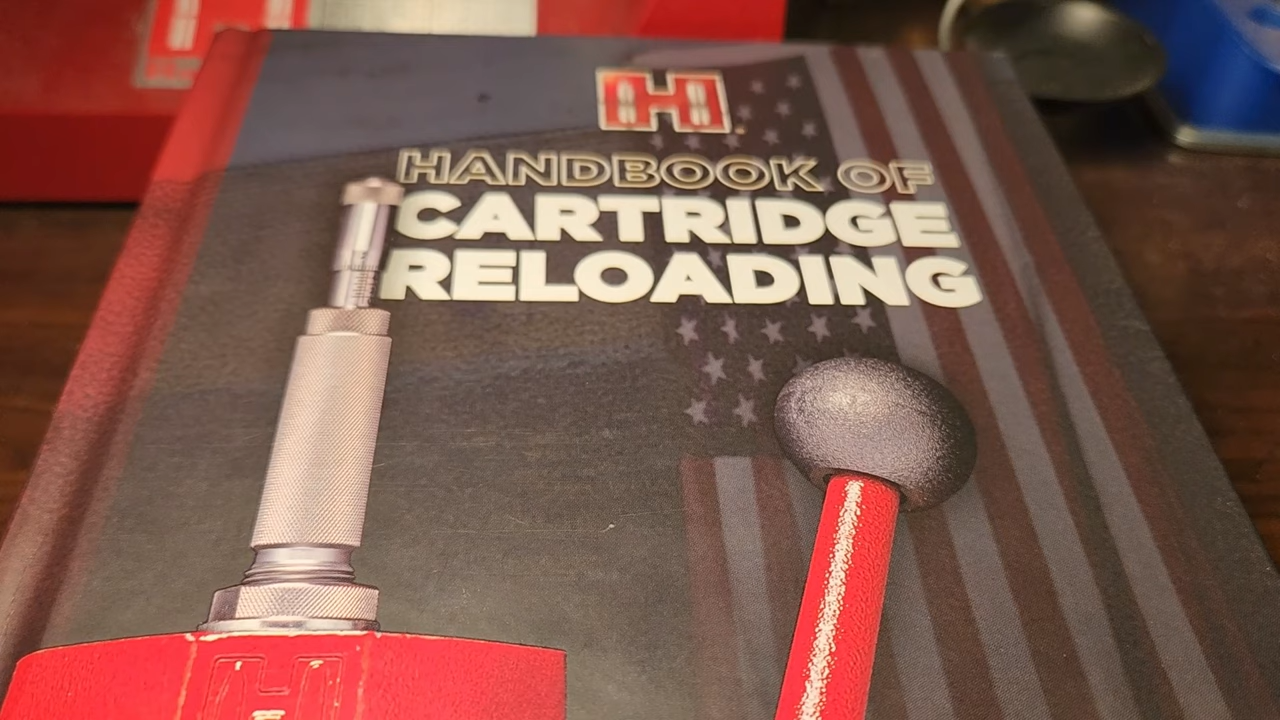 H
HANDBOOK OF
CARTRIDGE
RELOADING
H